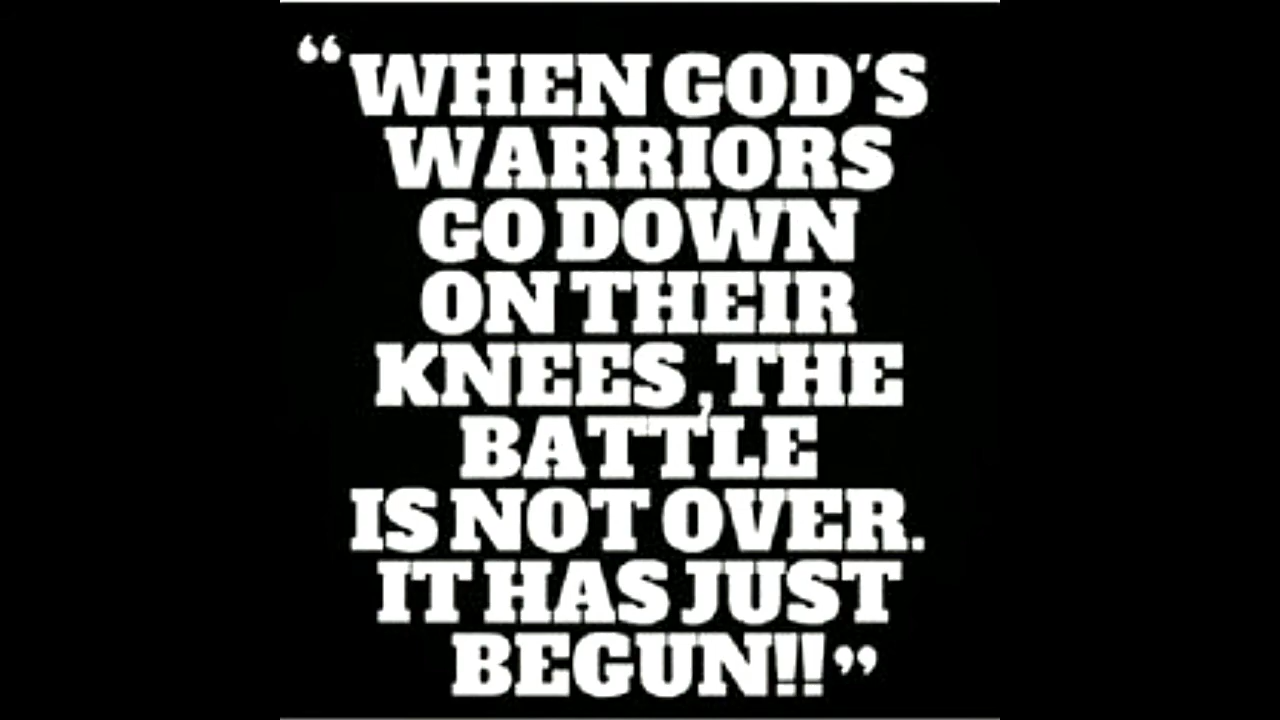 “WHEN GOD'S
WARRIORS
GO DOWN
ON THEIR
KNEES ,THE
BATTLE
IS NOT OVER.
IT HAS JUST
BEGUN!!”